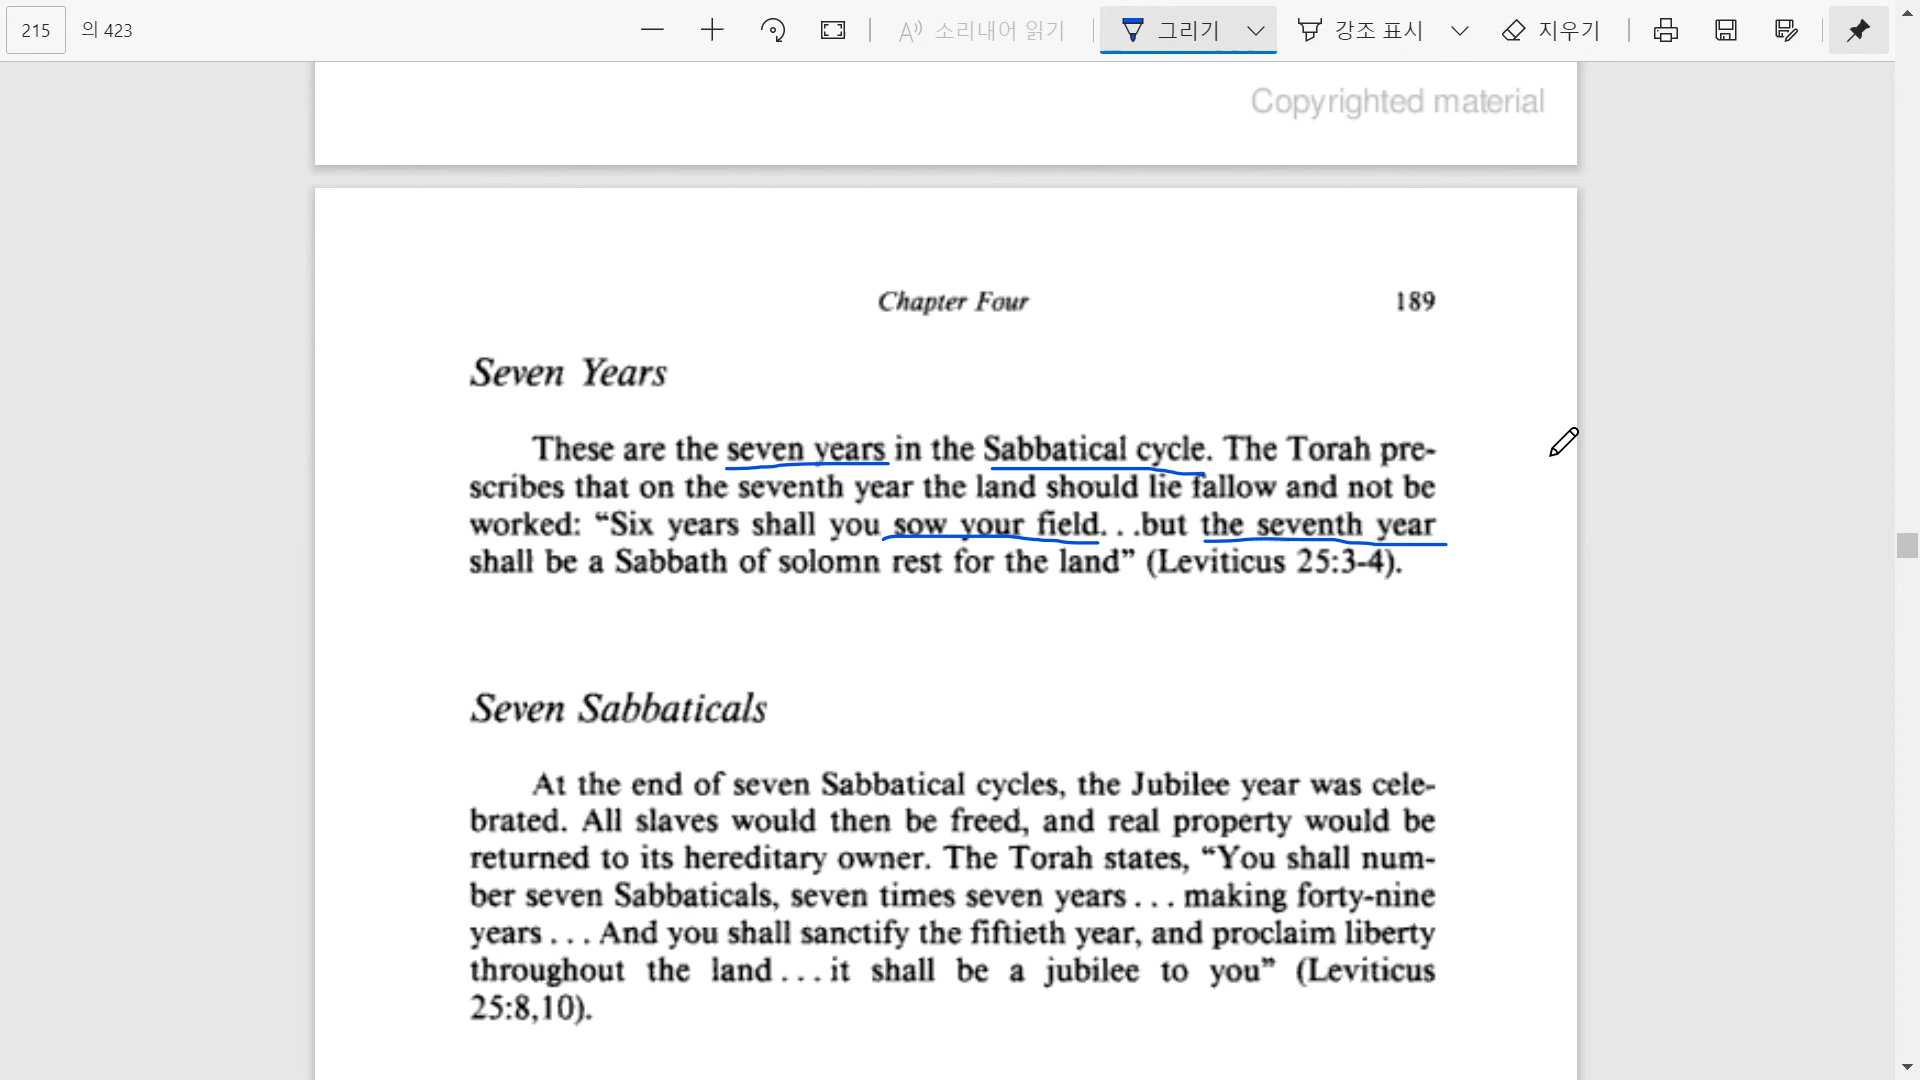 215 의 423 소리내어 읽기 그리기 강조 표시 지우기
Copyrighted material
Chapter Four 189
Seven Years
These are the seven years in the Sabbatical cycle. The Torah pre-
scribes that on the seventh year the land should lie fallow and not be
worked: “Six years shall you sow your field. . .but the seventh year
shall be a Sabbath of solomn rest for the land” (Leviticus 25:3-4).
Seven Sabbaticals
At the end of seven Sabbatical cycles, the Jubilee year was cele-
brated. All slaves would then be freed, and real property would be
returned to its hereditary owner. The Torah states, “You shall num-
ber seven Sabbaticals, seven times seven years . . . making forty-nine
years . . . And you shall sanctify the fiftieth year, and proclaim liberty
throughout the land . . . it shall be a jubilee to you” (Leviticus
25:8,10).